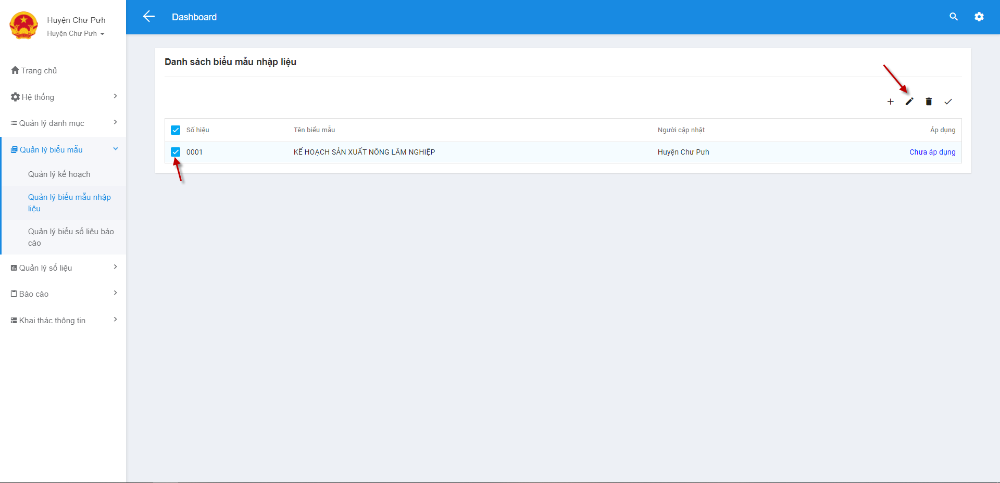 Huyện Chư Pưh
Huyện Chư Pưh
Trang chủ
Hệ thống
Quản lý danh mục
Quản lý biểu mẫu
Quản lý kế hoạch
Quản lý biểu mẫu nhập
liệu
Quản lý biểu số liệu báo
cáo
Quản lý số liệu
Báo cáo
Khai thác thông tin
Dashboard
Danh sách biểu mẫu nhập liệu
Số hiệu Tên biểu mẫu Người cập nhật Áp dụng
0001 KẾ HOẠCH SẢN XUẤT NÔNG LÂM NGHIỆP Huyện Chư Pưh Chưa áp dụng